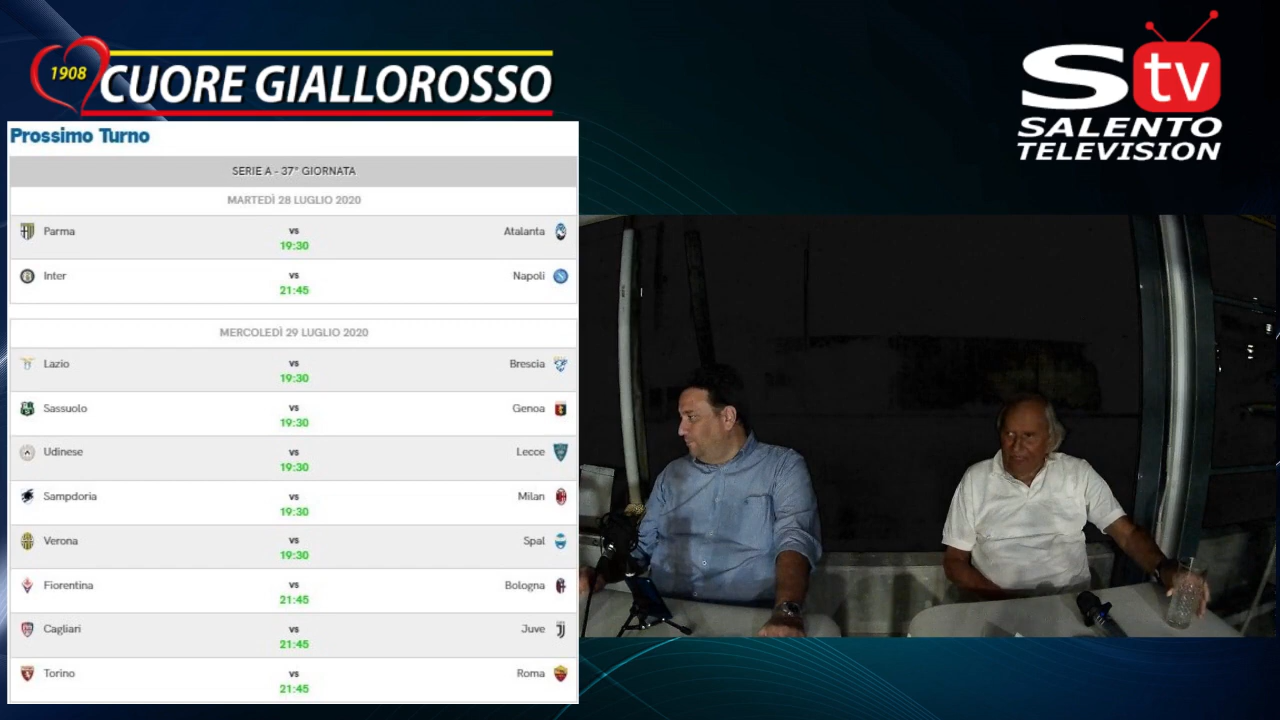 1908 CUORE GIALLOROSSO
S tv
SALENTO
TELEVISION
Prossimo Turno
SERIE A - 37° GIORNATA
MARTEDÌ 28 LUGLIO 2020
Parma vs Atalanta
19:30
Inter vs Napoli
21:45
MERCOLEDÌ 29 LUGLIO 2020
Lazio vs Brescia
19:30
Sassuolo vs Genoa
19:30
Udinese vs Lecce
19:30
Sampdoria vs Milan
19:30
Verona vs Spal
19:30
Fiorentina vs Bologna
21:45
Cagliari vs Juve
21:45
Torino vs Roma
21:45